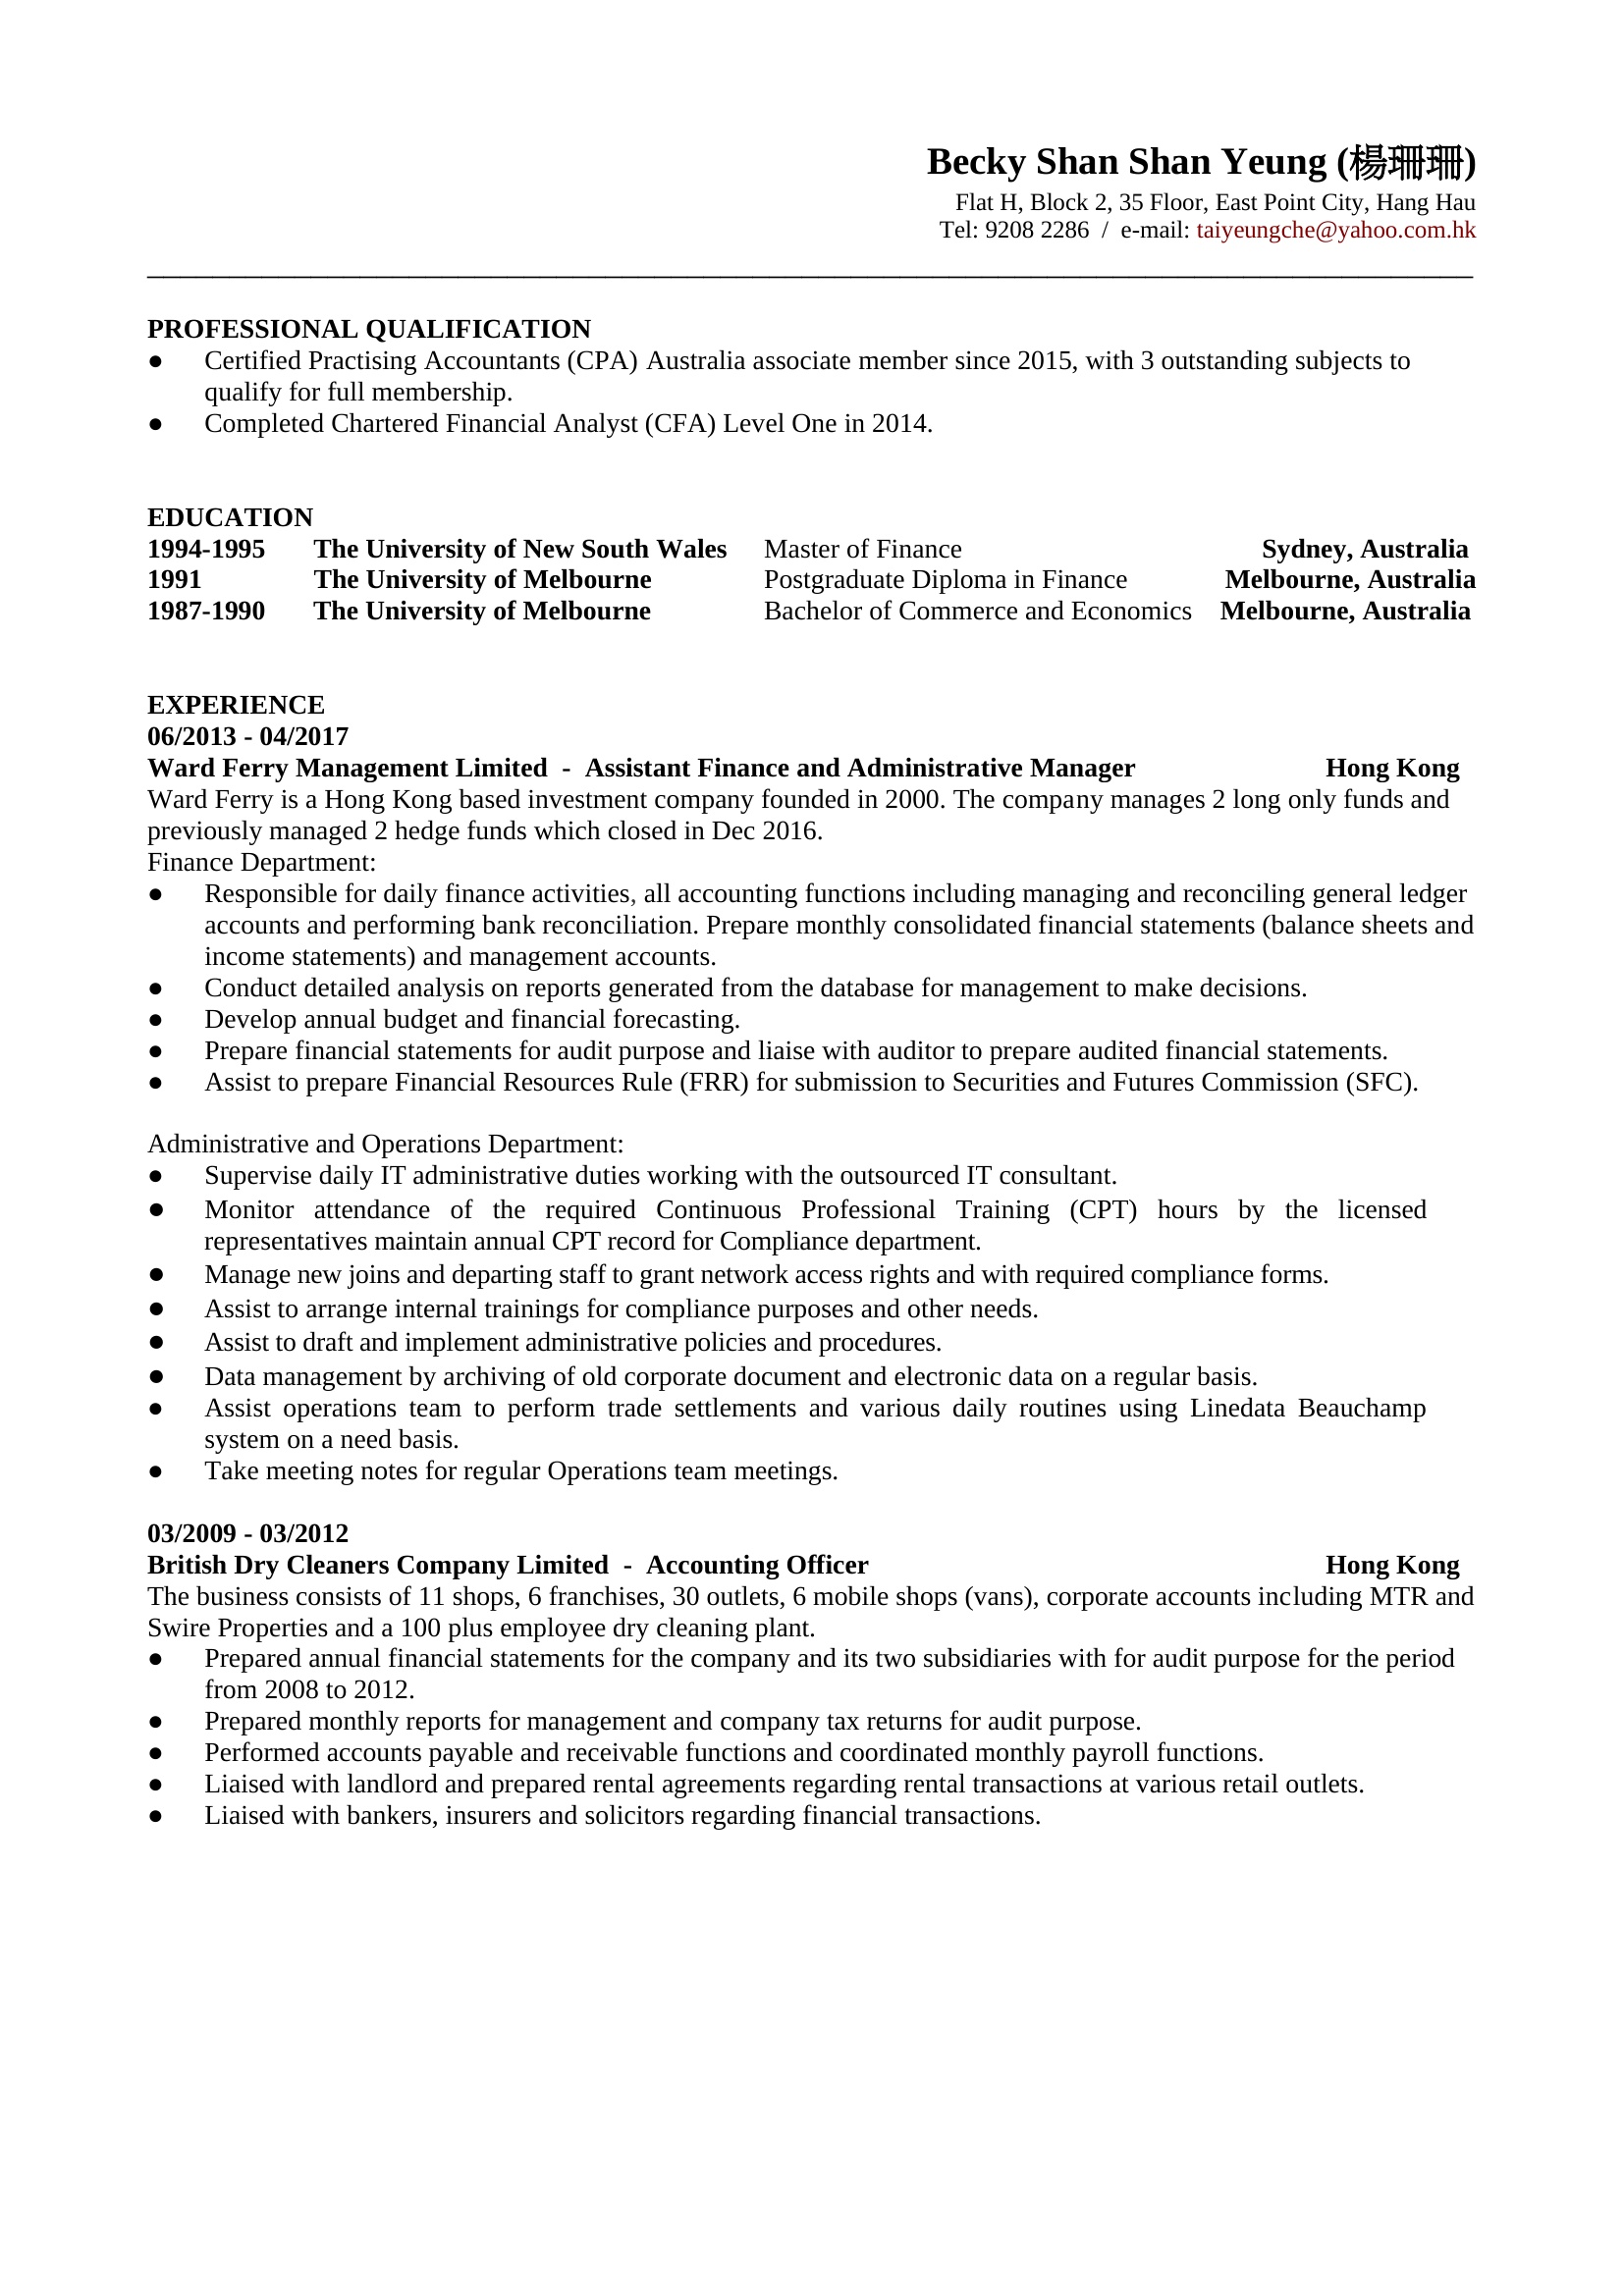 Becky Shan Shan Yeung (楊珊珊)
Flat H, Block 2, 35 Floor, East Point City, Hang Hau
Tel: 9208 2286 / e-mail: taiyeungche@yahoo.com.hk
PROFESSIONAL QUALIFICATION
● Certified Practising Accountants (CPA) Australia associate member since 2015, with 3 outstanding subjects to
qualify for full membership.
● Completed Chartered Financial Analyst (CFA) Level One in 2014.
EDUCATION
1994-1995 The University of New South Wales Master of Finance Sydney, Australia
1991 The University of Melbourne Postgraduate Diploma in Finance Melbourne, Australia
1987-1990 The University of Melbourne Bachelor of Commerce and Economics Melbourne, Australia
EXPERIENCE
06/2013 - 04/2017
Ward Ferry Management Limited - Assistant Finance and Administrative Manager Hong Kong
Ward Ferry is a Hong Kong based investment company founded in 2000. The company manages 2 long only funds and
previously managed 2 hedge funds which closed in Dec 2016.
Finance Department:
● Responsible for daily finance activities, all accounting functions including managing and reconciling general ledger
accounts and performing bank reconciliation. Prepare monthly consolidated financial statements (balance sheets and
income statements) and management accounts.
● Conduct detailed analysis on reports generated from the database for management to make decisions.
● Develop annual budget and financial forecasting.
● Prepare financial statements for audit purpose and liaise with auditor to prepare audited financial statements.
● Assist to prepare Financial Resources Rule (FRR) for submission to Securities and Futures Commission (SFC).
Administrative and Operations Department:
● Supervise daily IT administrative duties working with the outsourced IT consultant.
● Monitor attendance of the required Continuous Professional Training (CPT) hours by the licensed
representatives maintain annual CPT record for Compliance department.
● Manage new joins and departing staff to grant network access rights and with required compliance forms.
● Assist to arrange internal trainings for compliance purposes and other needs.
● Assist to draft and implement administrative policies and procedures.
● Data management by archiving of old corporate document and electronic data on a regular basis.
● Assist operations team to perform trade settlements and various daily routines using Linedata Beauchamp
system on a need basis.
● Take meeting notes for regular Operations team meetings.
03/2009 - 03/2012
British Dry Cleaners Company Limited - Accounting Officer Hong Kong
The business consists of 11 shops, 6 franchises, 30 outlets, 6 mobile shops (vans), corporate accounts including MTR and
Swire Properties and a 100 plus employee dry cleaning plant.
● Prepared annual financial statements for the company and its two subsidiaries with for audit purpose for the period
from 2008 to 2012.
● Prepared monthly reports for management and company tax returns for audit purpose.
● Performed accounts payable and receivable functions and coordinated monthly payroll functions.
● Liaised with landlord and prepared rental agreements regarding rental transactions at various retail outlets.
● Liaised with bankers, insurers and solicitors regarding financial transactions.